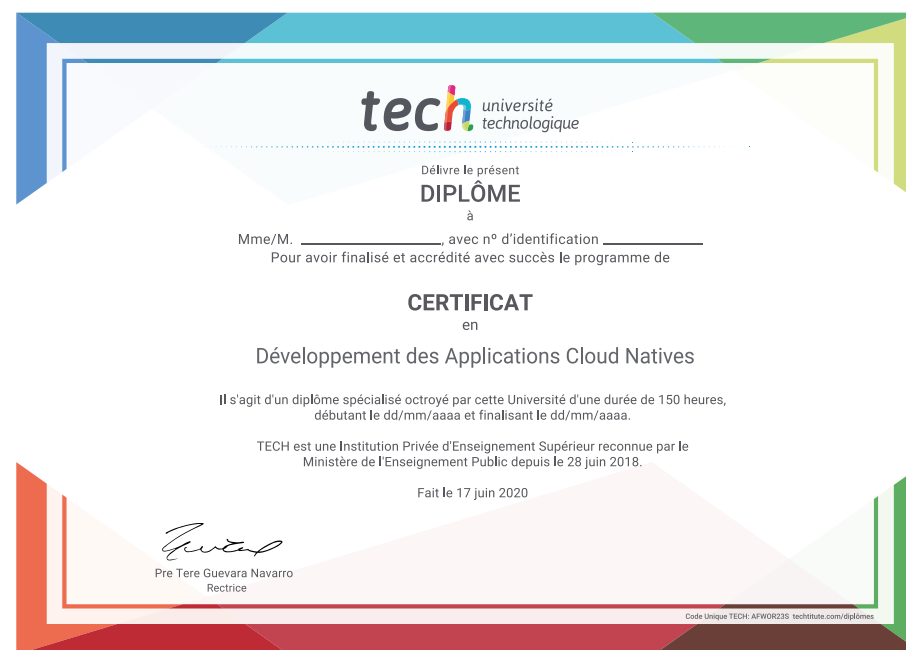 tech université
technologique
Délivre le présent
DIPLÔME
à
Mme/M. ____________________, avec nº d'identification ______________
Pour avoir finalisé et accrédité avec succès le programme de
CERTIFICAT
en
Développement des Applications Cloud Natives
Il s'agit d'un diplôme spécialisé octroyé par cette Université d'une durée de 150 heures,
débutant le dd/mm/aaaa et finalisant le dd/mm/aaaa.
TECH est une Institution Privée d'Enseignement Supérieur reconnue par le
Ministère de l'Enseignement Public depuis le 28 juin 2018.
Fait le 17 juin 2020
Pre Tere Guevara Navarro
Rectrice
Code Unique TECH: AFWOR23S techtitute.com/diplômes